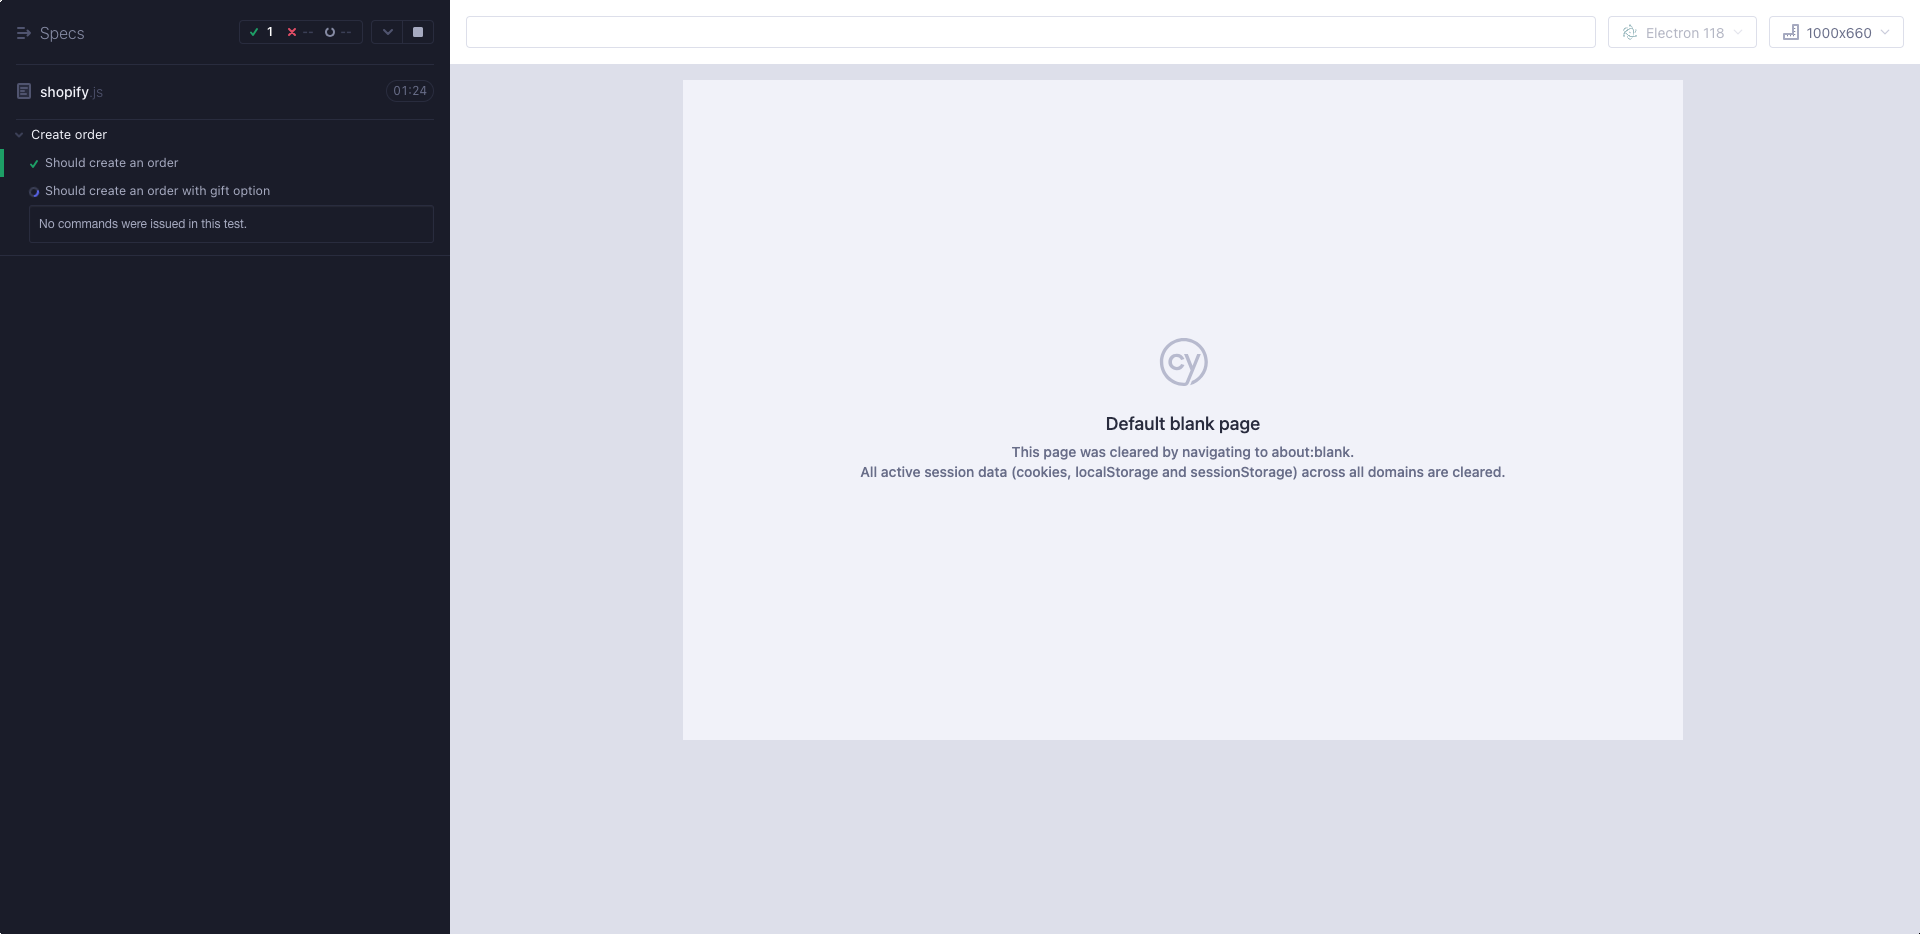 Specs
1
--
--
shopify.js
01:24
Create order
Should create an order
Should create an order with gift option
No commands were issued in this test.
Electron 118
1000x660
cy
Default blank page
This page was cleared by navigating to about:blank.
All active session data (cookies, localStorage and sessionStorage) across all domains are cleared.